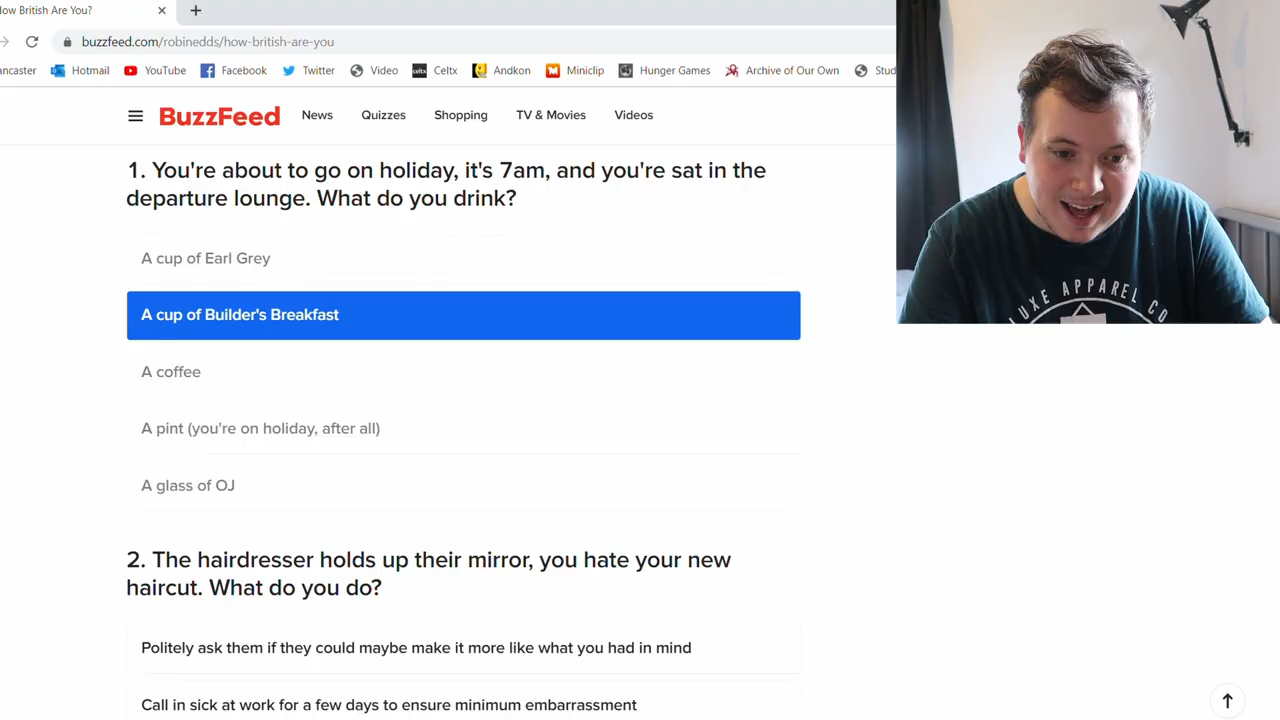 How British Are You?
buzzfeed.com/robinedds/how-british-are-you
ancaster Hotmail YouTube Facebook Twitter Video celtx Celtx Andkon Miniclip Hunger Games Archive of Our Own Stud
BuzzFeed News Quizzes Shopping TV & Movies Videos
1. You're about to go on holiday, it's 7am, and you're sat in the
departure lounge. What do you drink?
A cup of Earl Grey
A cup of Builder's Breakfast
A coffee
A pint (you're on holiday, after all)
A glass of OJ
2. The hairdresser holds up their mirror, you hate your new
haircut. What do you do?
Politely ask them if they could maybe make it more like what you had in mind
Call in sick at work for a few days to ensure minimum embarrassment
LUXE APPAREL CO